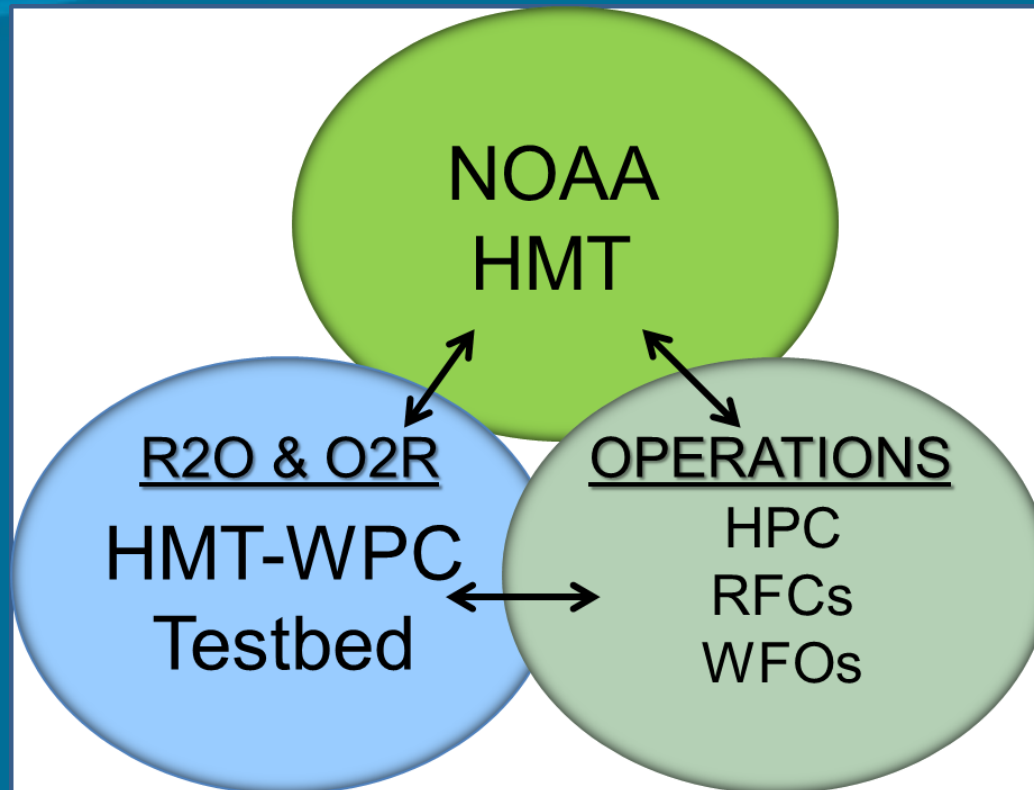 NOAA
HMT
R2O & O2R
HMT-WPC
Testbed
OPERATIONS
HPC
RFCs
WFOs